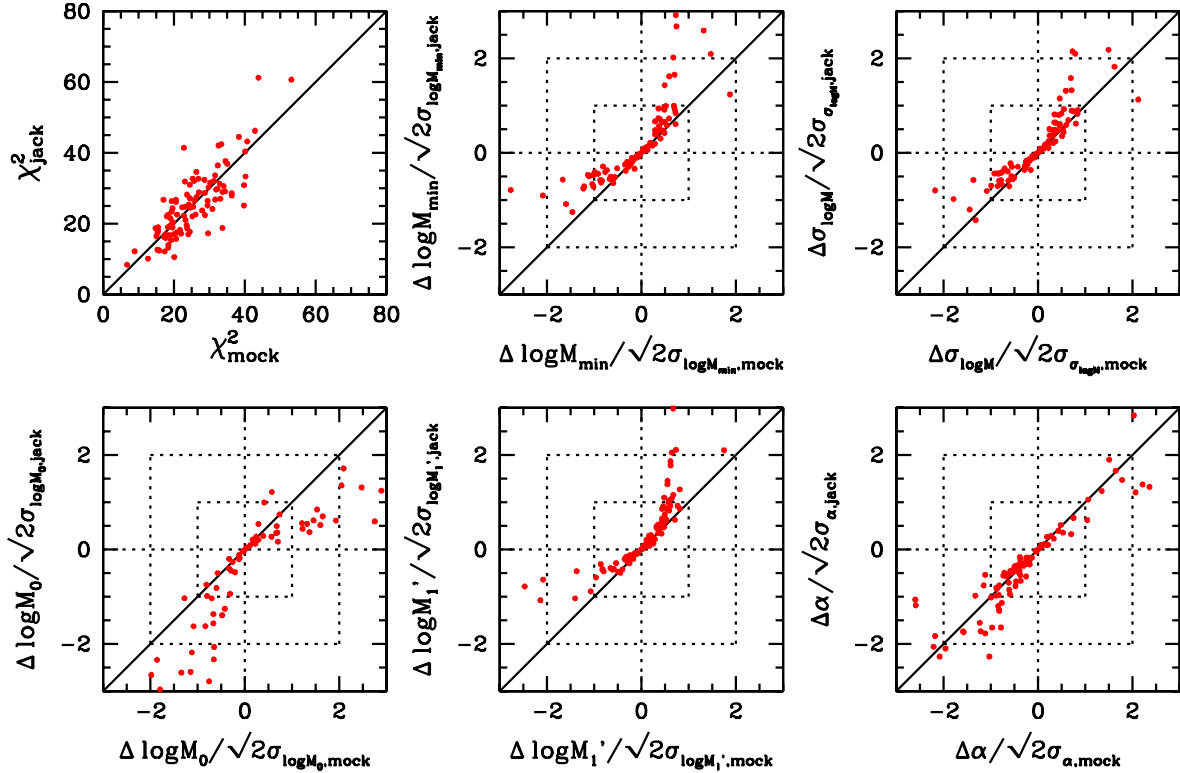 80
60
40
20
0
χ²jack
0 20 40 60 80
χ²mock
2
0
−2
Δ logMmin/√2σlogMmin,jack
−2 0 2
Δ logMmin/√2σlogMmin,mock
2
0
−2
ΔσlogM/√2σσlogM,jack
−2 0 2
ΔσlogM/√2σσlogM,mock
2
0
−2
Δ logM0/√2σlogM0,jack
−2 0 2
Δ logM0/√2σlogM0,mock
2
0
−2
Δ logM1'/√2σlogM1',jack
−2 0 2
Δ logM1'/√2σlogM1',mock
2
0
−2
Δα/√2σα,jack
−2 0 2
Δα/√2σα,mock